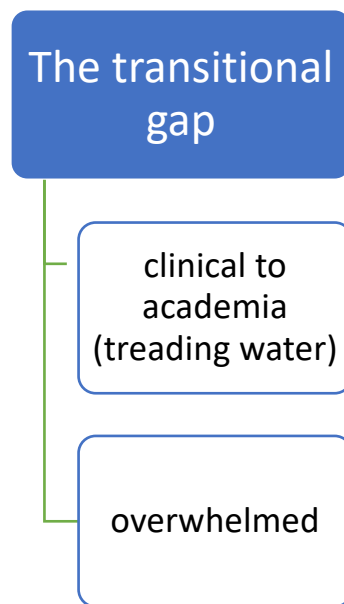 The transitional
gap
clinical to
academia
(treading water)
overwhelmed